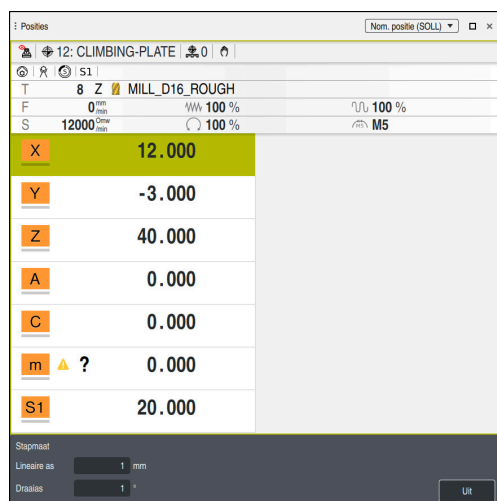 Posities Nom. positie (SOLL)
12: CLIMBING-PLATE 0
S1
T 8 Z MILL_D16_ROUGH
F 0 mm/min 100 % 100 %
S 12000 Omw/min 100 % M5
X 12.000
Y -3.000
Z 40.000
A 0.000
C 0.000
m ? 0.000
S1 20.000
Stapmaat
Lineaire as 1 mm
Draaias 1 °
Uit